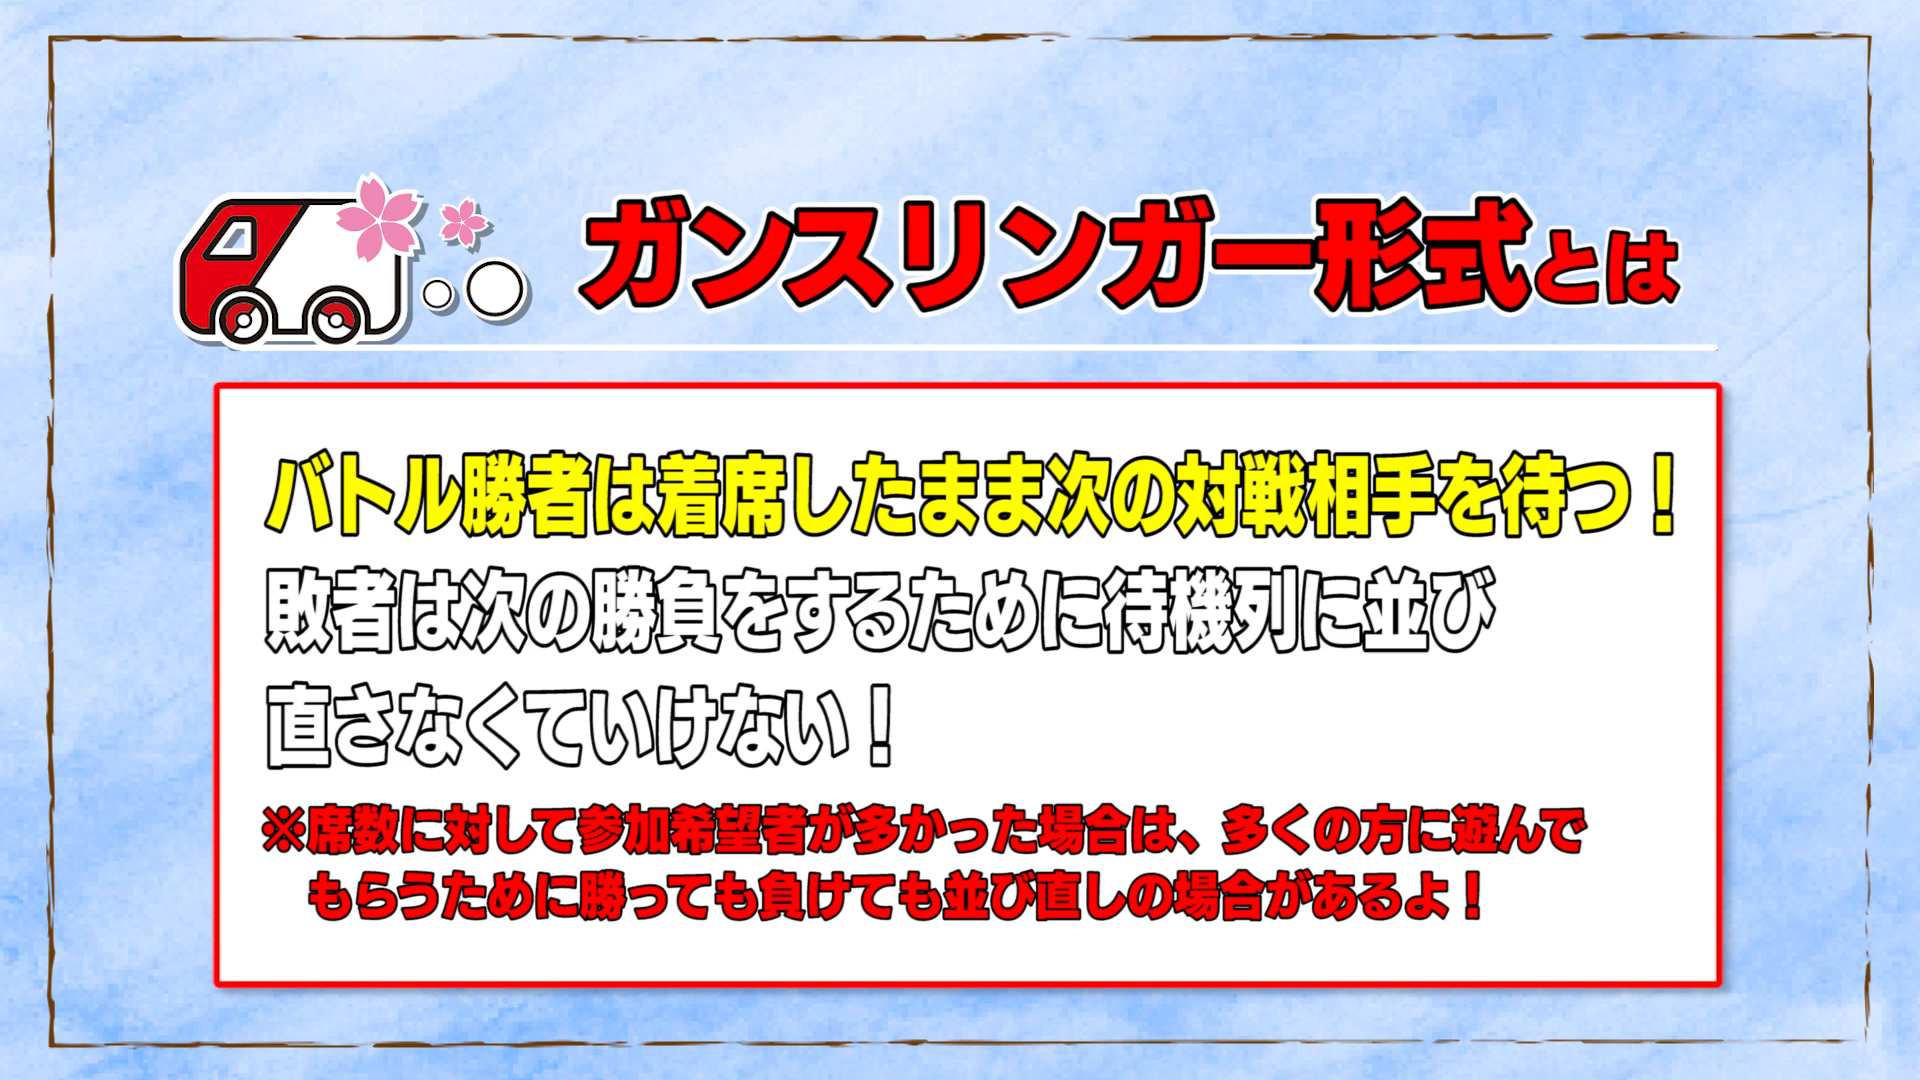 ガンスリンガー形式とは
バトル勝者は着席したまま次の対戦相手を待つ！
敗者は次の勝負をするために待機列に並び
直さなくていけない！
※席数に対して参加希望者が多かった場合は、多くの方に遊んで
もらうために勝っても負けても並び直しの場合があるよ！